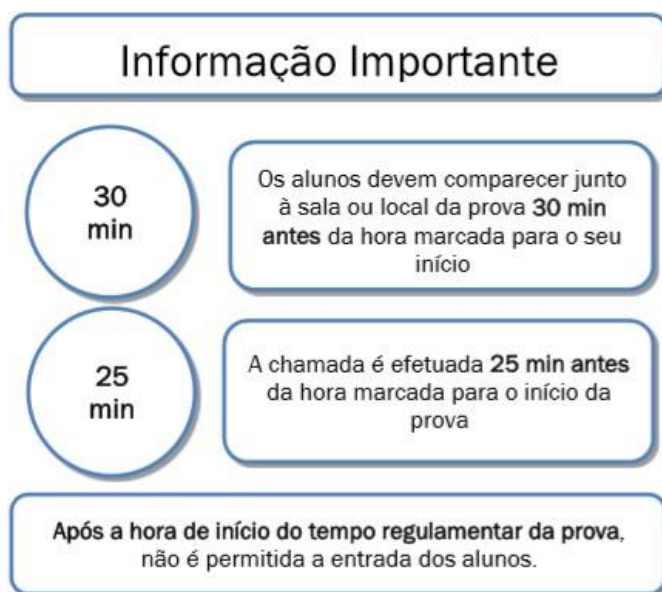 Informação Importante
30
min
Os alunos devem comparecer junto
à sala ou local da prova 30 min
antes da hora marcada para o seu
início
25
min
A chamada é efetuada 25 min antes
da hora marcada para o início da
prova
Após a hora de início do tempo regulamentar da prova,
não é permitida a entrada dos alunos.